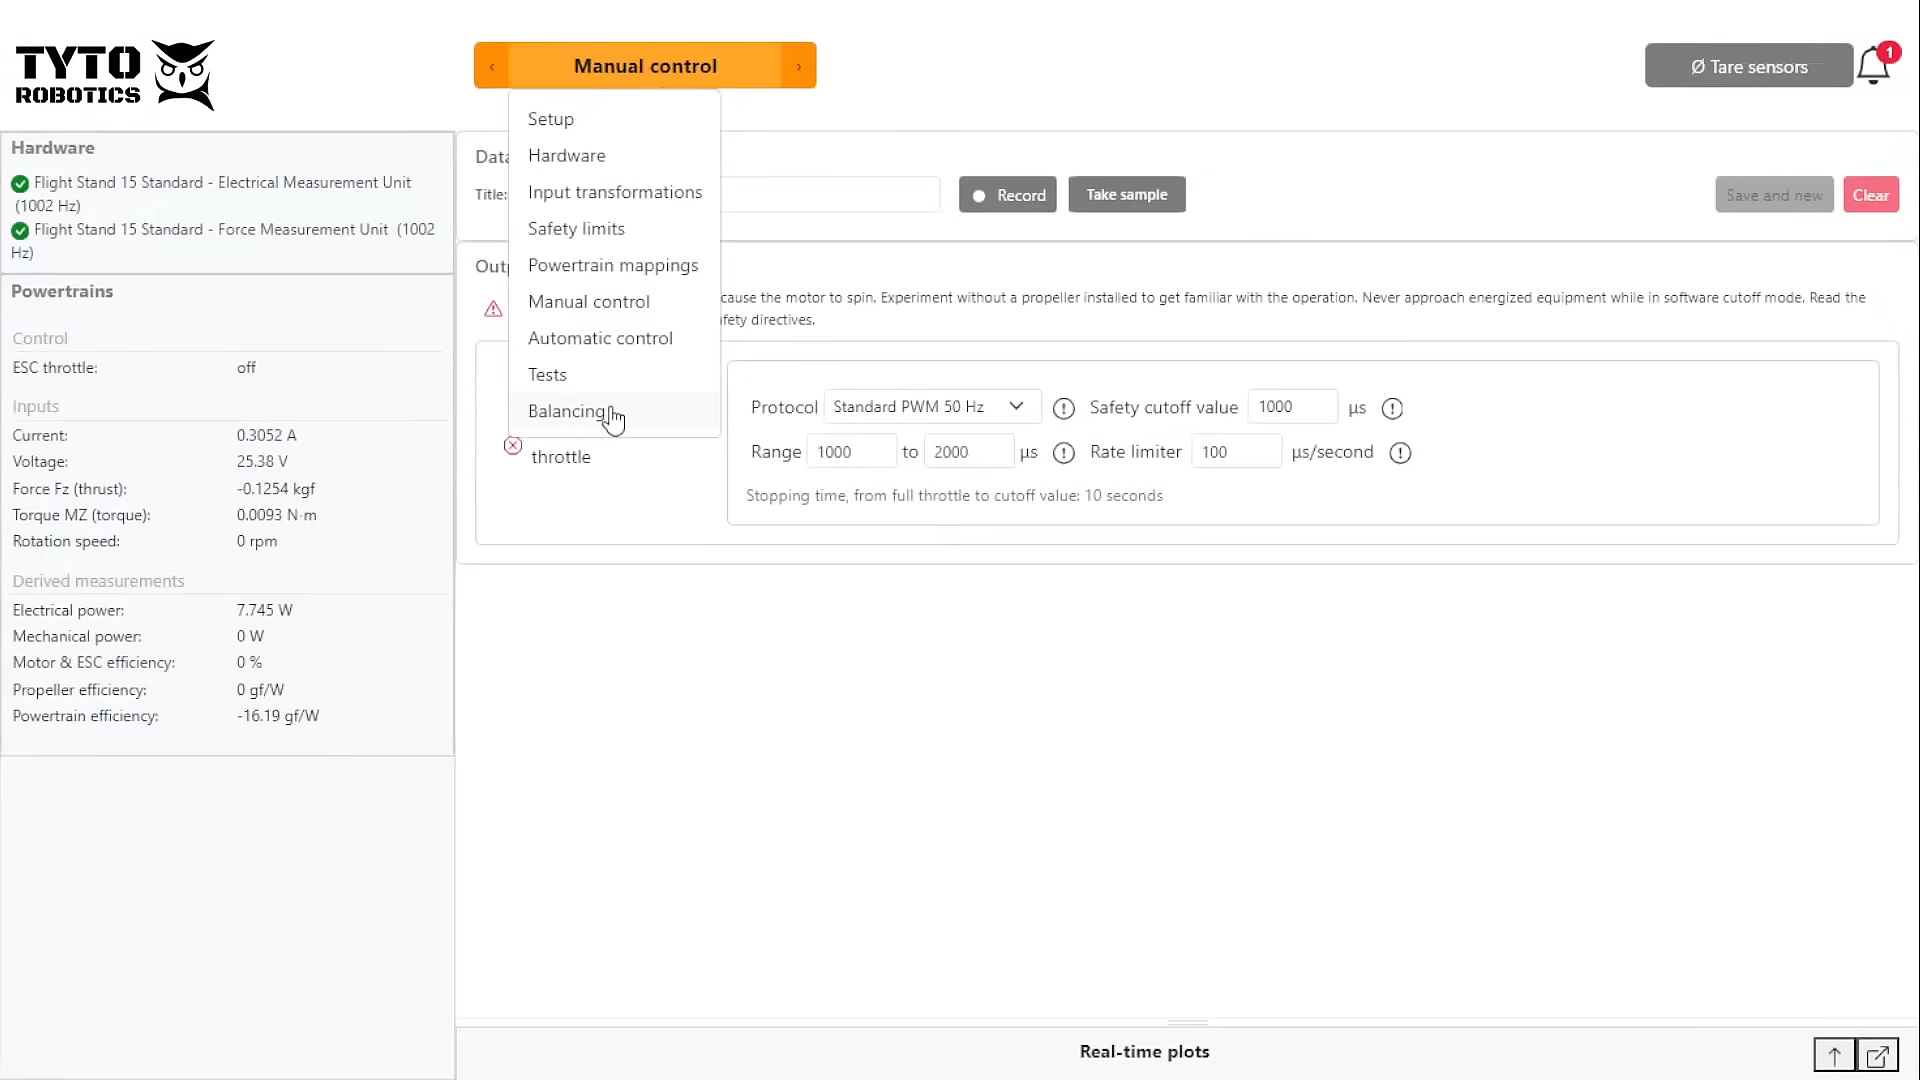 TYTO
ROBOTICS
‹ Manual control ›
Ø Tare sensors
1
Setup
Hardware
Input transformations
Safety limits
Powertrain mappings
Manual control
Automatic control
Tests
Balancing
Hardware
Flight Stand 15 Standard - Electrical Measurement Unit
(1002 Hz)
Flight Stand 15 Standard - Force Measurement Unit (1002
Hz)
Powertrains
Control
ESC throttle: off
Inputs
Current: 0.3052 A
Voltage: 25.38 V
Force Fz (thrust): -0.1254 kgf
Torque MZ (torque): 0.0093 N·m
Rotation speed: 0 rpm
Derived measurements
Electrical power: 7.745 W
Mechanical power: 0 W
Motor & ESC efficiency: 0 %
Propeller efficiency: 0 gf/W
Powertrain efficiency: -16.19 gf/W
Title: Record Take sample Save and new Clear
cause the motor to spin. Experiment without a propeller installed to get familiar with the operation. Never approach energized equipment while in software cutoff mode. Read the
directives.
throttle
Protocol Standard PWM 50 Hz Safety cutoff value 1000 µs
Range 1000 to 2000 µs Rate limiter 100 µs/second
Stopping time, from full throttle to cutoff value: 10 seconds
Real-time plots